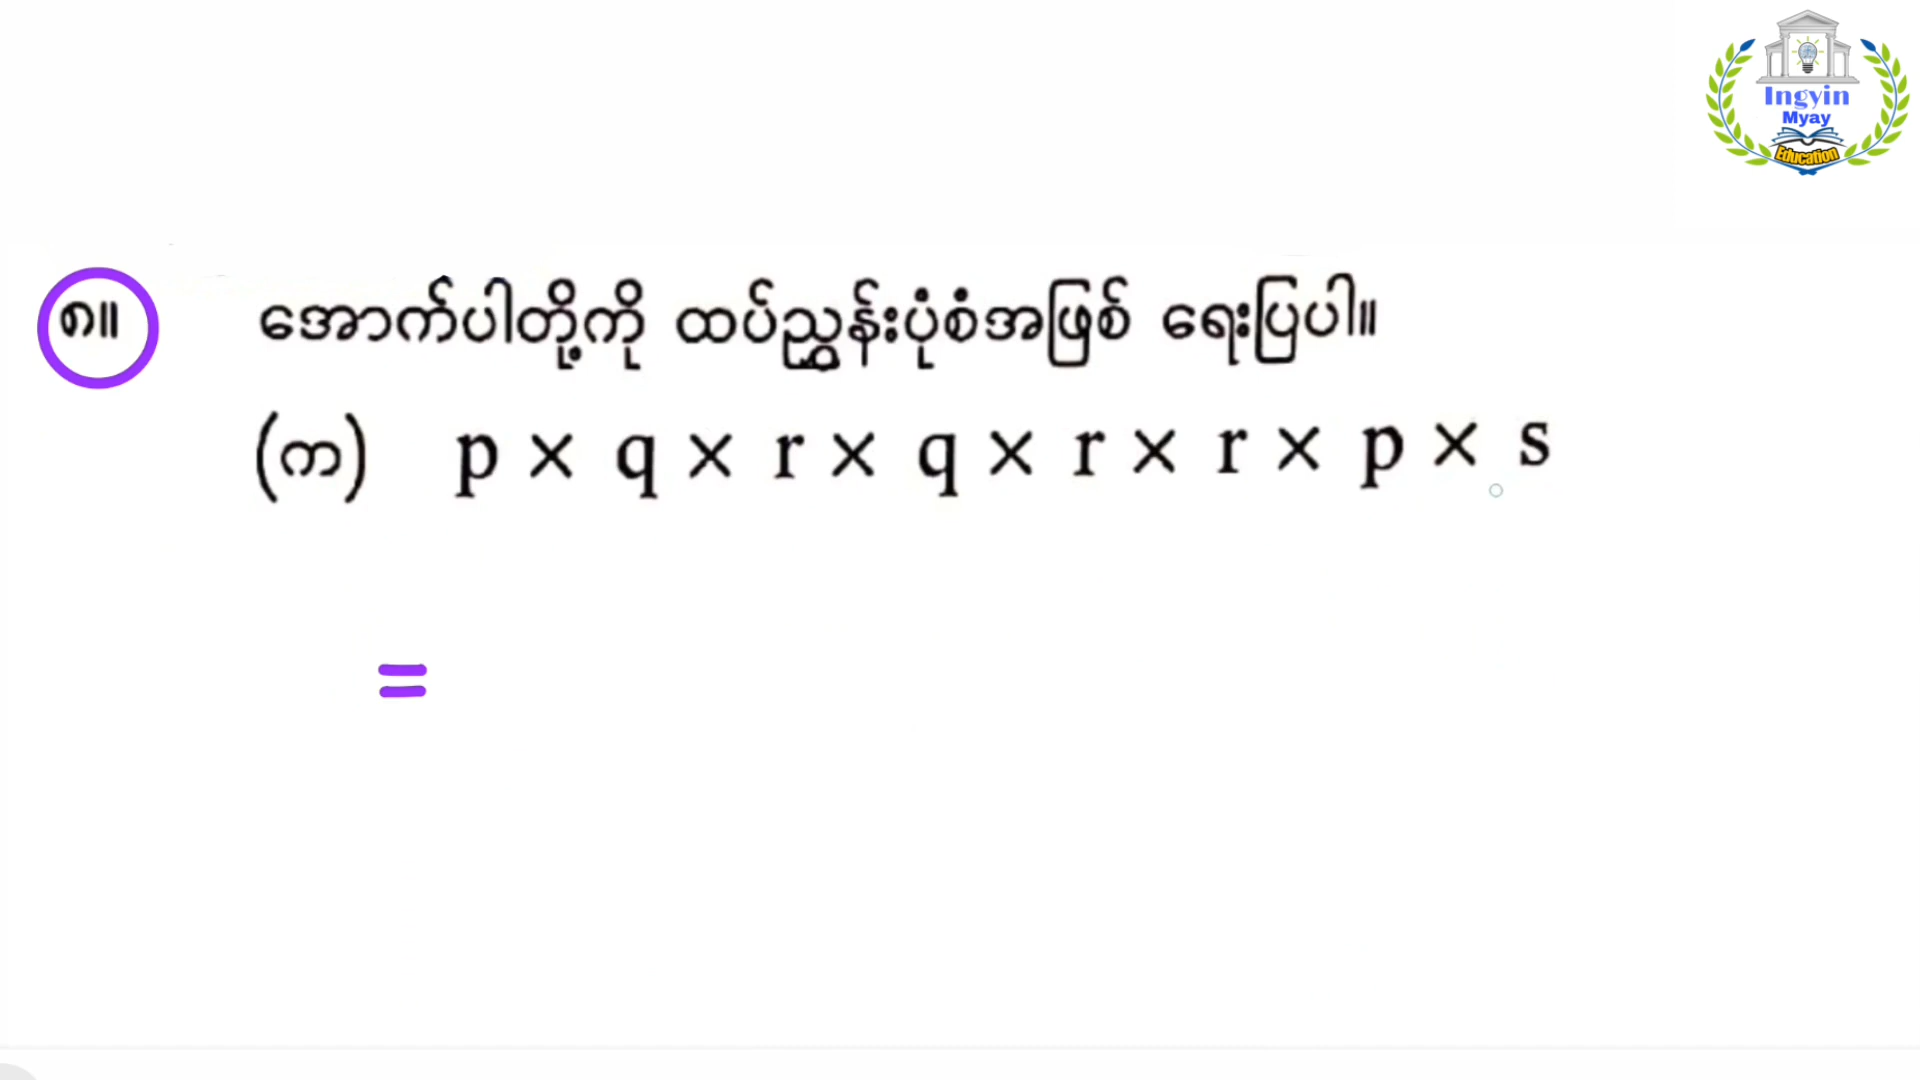 Ingyin
Myay
Education
၈။ အောက်ပါတို့ကို ထပ်ညွှန်းပုံစံအဖြစ် ရေးပြပါ။
(က) p × q × r × q × r × r × p × s
=